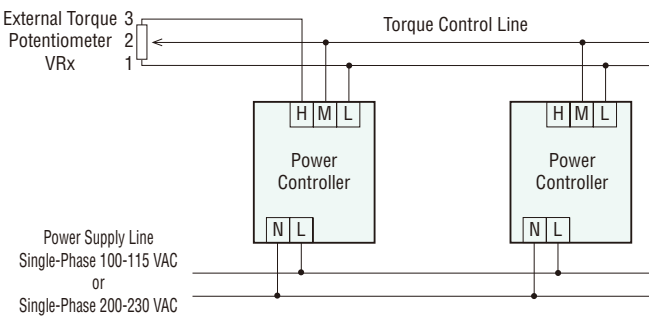 External Torque 3
Potentiometer 2
VRx 1
Torque Control Line
H M L
H M L
Power
Controller
Power
Controller
N L
N L
Power Supply Line
Single-Phase 100-115 VAC
or
Single-Phase 200-230 VAC